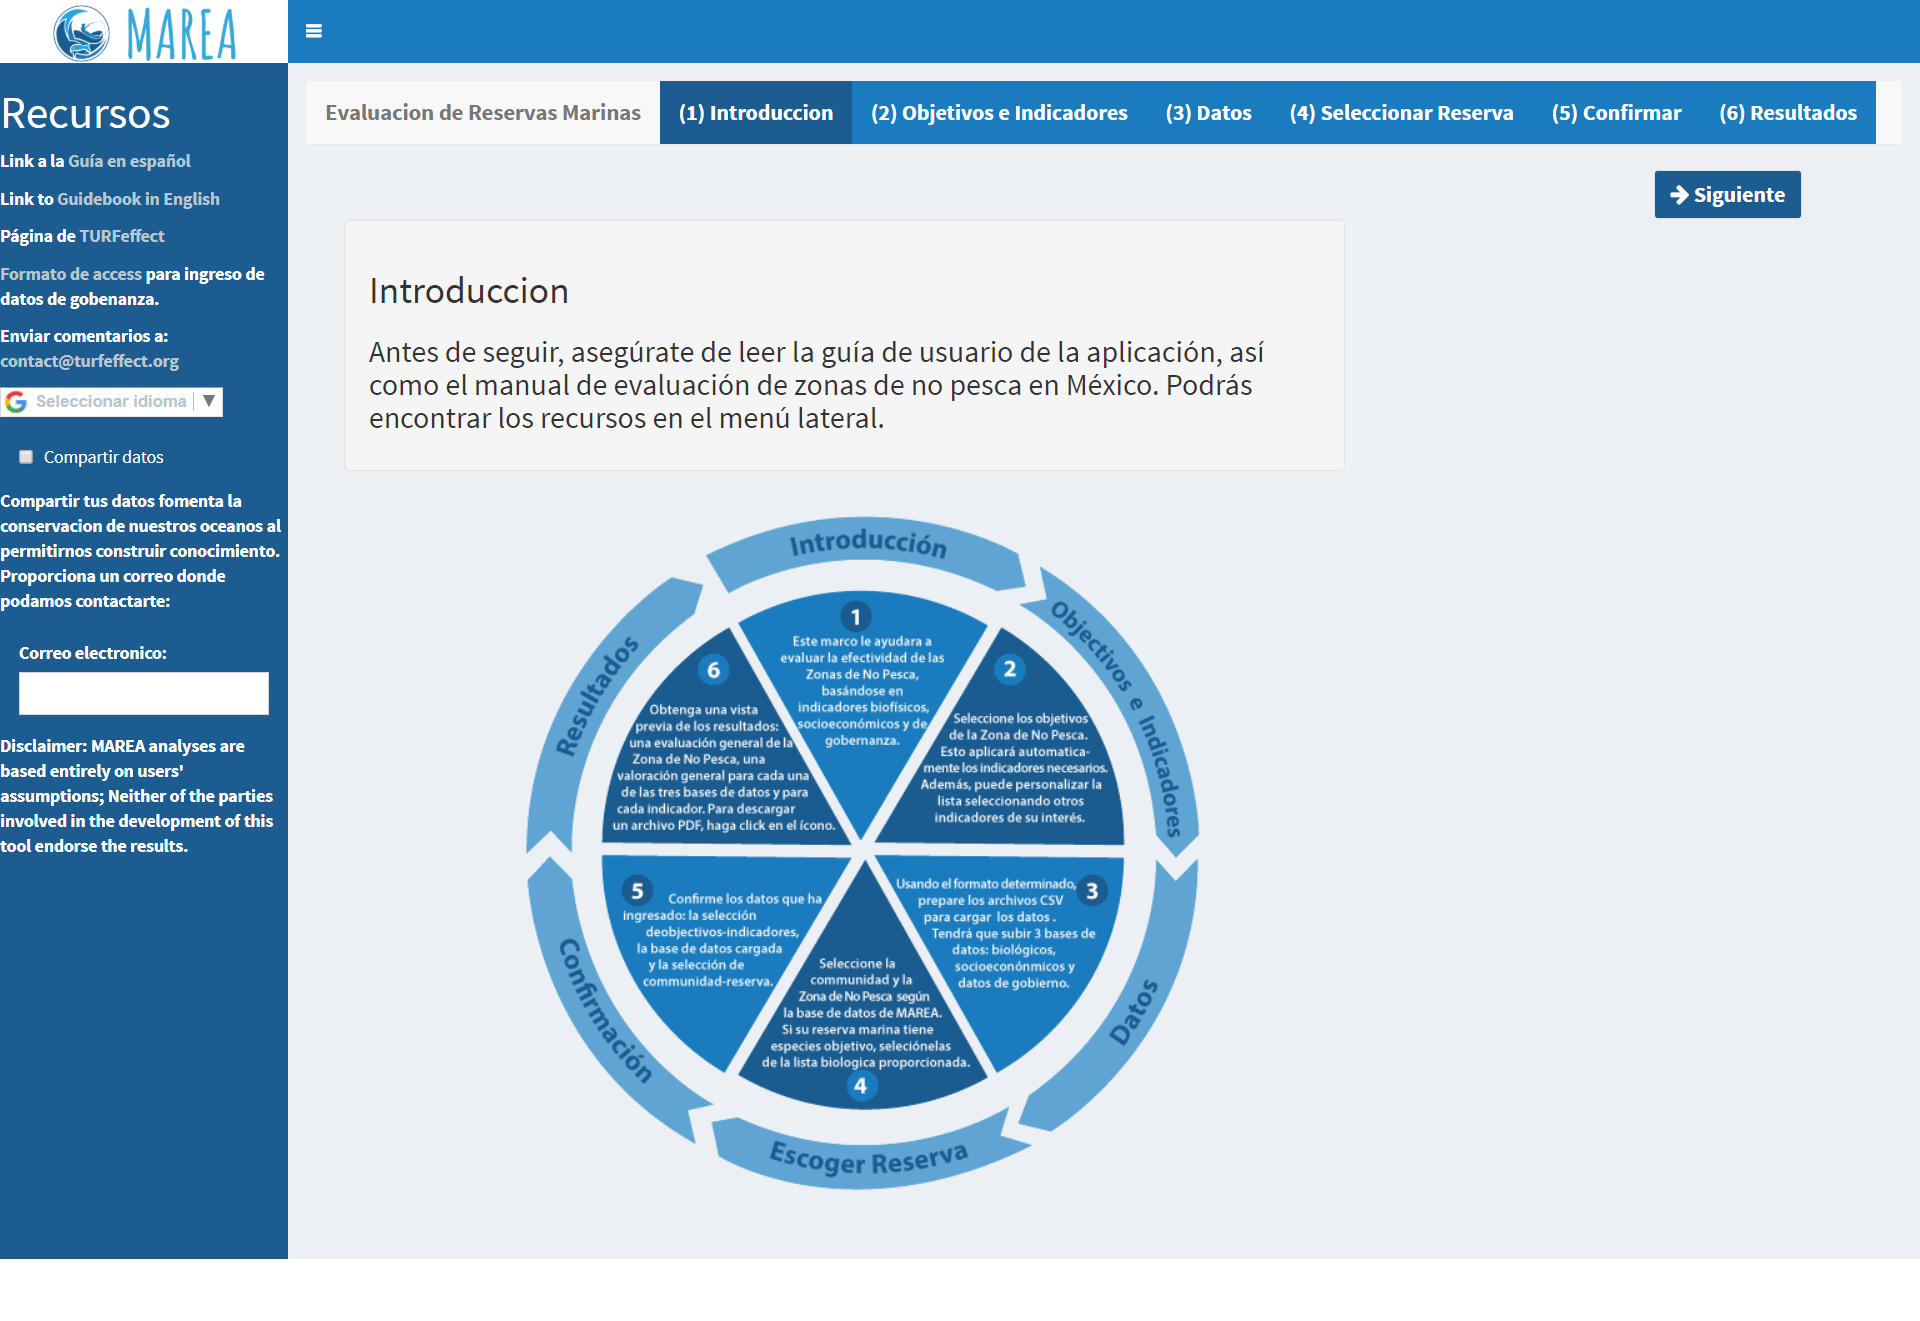 MAREA
Recursos
Link a la Guía en español
Link to Guidebook in English
Página de TURFeffect
Formato de access para ingreso de
datos de gobenanza.
Enviar comentarios a:
contact@turfeffect.org
G Seleccionar idioma ▼
Compartir datos
Compartir tus datos fomenta la
conservacion de nuestros oceanos al
permitirnos construir conocimiento.
Proporciona un correo donde
podamos contactarte:
Correo electronico:
Disclaimer: MAREA analyses are
based entirely on users'
assumptions; Neither of the parties
involved in the development of this
tool endorse the results.
Evaluacion de Reservas Marinas (1) Introduccion (2) Objetivos e Indicadores (3) Datos (4) Seleccionar Reserva (5) Confirmar (6) Resultados
Siguiente
Introduccion
Antes de seguir, asegúrate de leer la guía de usuario de la aplicación, así
como el manual de evaluación de zonas de no pesca en México. Podrás
encontrar los recursos en el menú lateral.
Introducción
1
Este marco le ayudara a
evaluar la efectividad de las
Zonas de No Pesca,
basándose en
indicadores biofísicos,
socioeconómicos y de
gobernanza.
Objectivos e Indicadores
2
Seleccione los objetivos
de la Zona de No Pesca.
Esto aplicará automatica-
mente los indicadores necesarios.
Además, puede personalizar la
lista seleccionando otros
indicadores de su interés.
Datos
3
Usando el formato determinado,
prepare los archivos CSV
para cargar los datos .
Tendrá que subir 3 bases de
datos: biológicos,
socioeconónmicos y
datos de gobierno.
Escoger Reserva
Seleccione la
communidad y la
Zona de No Pesca según
la base de datos de MAREA.
Si su reserva marina tiene
especies objetivo, seleciónelas
de la lista biologica proporcionada.
4
Confirmación
5
Confirme los datos que ha
ingresado: la selección
deobjectivos-indicadores,
la base de datos cargada
y la selección de
communidad-reserva.
Resultados
6
Obtenga una vista
previa de los resultados:
una evaluación general de la
Zona de No Pesca, una
valoración general para cada una
de las tres bases de datos y para
cada indicador. Para descargar
un archivo PDF, haga click en el ícono.